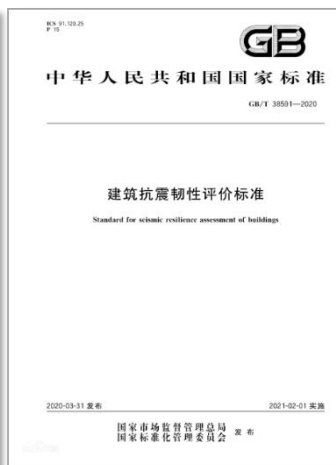 ICS 91.120.25
P 15
GB
中华人民共和国国家标准
GB/T 38591—2020
建筑抗震韧性评价标准
Standard for seismic resilience assessment of buildings
2020-03-31 发布
2021-02-01 实施
国家市场监督管理总局
国家标准化管理委员会
发布